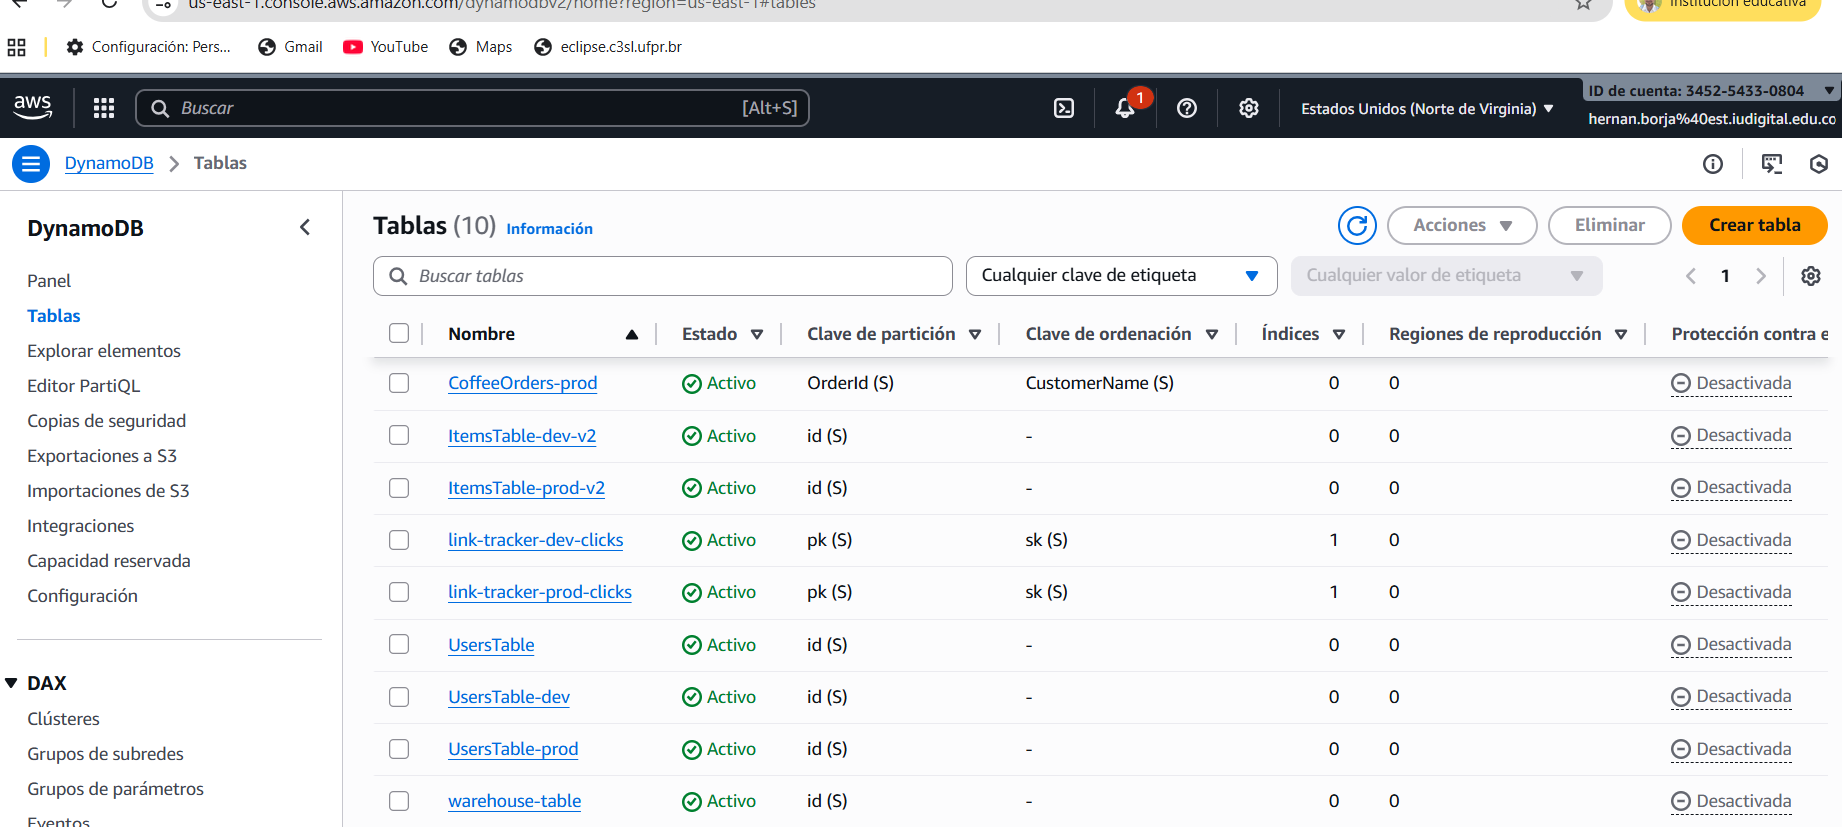 us-east-1.console.aws.amazon.com/dynamodbv2/home?region=us-east-1#tables
Institución educativa
Configuración: Pers...
Gmail
YouTube
Maps
eclipse.c3sl.ufpr.br
aws
Buscar
[Alt+S]
1
Estados Unidos (Norte de Virginia)
ID de cuenta: 3452-5433-0804
hernan.borja%40est.iudigital.edu.co
DynamoDB
Tablas
DynamoDB
Panel
Tablas
Explorar elementos
Editor PartiQL
Copias de seguridad
Exportaciones a S3
Importaciones de S3
Integraciones
Capacidad reservada
Configuración
DAX
Clústeres
Grupos de subredes
Grupos de parámetros
Eventos
Tablas (10) Información
Acciones
Eliminar
Crear tabla
Buscar tablas
Cualquier clave de etiqueta
Cualquier valor de etiqueta
1
Nombre Estado Clave de partición Clave de ordenación Índices Regiones de reproducción Protección contra e
CoffeeOrders-prod Activo OrderId (S) CustomerName (S) 0 0 Desactivada
ItemsTable-dev-v2 Activo id (S) - 0 0 Desactivada
ItemsTable-prod-v2 Activo id (S) - 0 0 Desactivada
link-tracker-dev-clicks Activo pk (S) sk (S) 1 0 Desactivada
link-tracker-prod-clicks Activo pk (S) sk (S) 1 0 Desactivada
UsersTable Activo id (S) - 0 0 Desactivada
UsersTable-dev Activo id (S) - 0 0 Desactivada
UsersTable-prod Activo id (S) - 0 0 Desactivada
warehouse-table Activo id (S) - 0 0 Desactivada